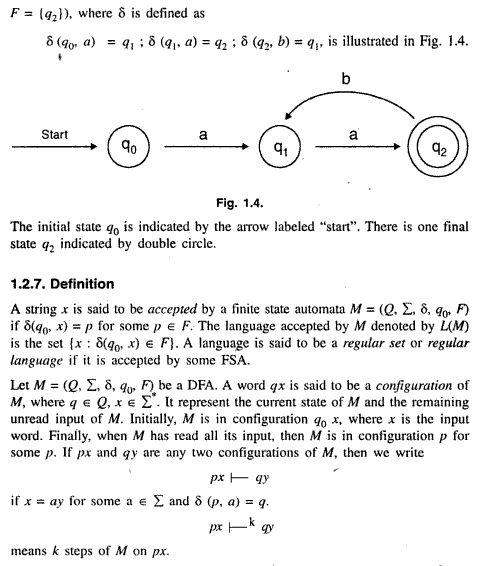 F = {q₂}), where δ is defined as
δ (q₀, a) = q₁ ; δ (q₁, a) = q₂ ; δ (q₂, b) = q₁, is illustrated in Fig. 1.4.
b
Start a a
q₀ q₁ q₂
Fig. 1.4.
The initial state q₀ is indicated by the arrow labeled “start”. There is one final
state q₂ indicated by double circle.
1.2.7. Definition
A string x is said to be accepted by a finite state automata M = (Q, Σ, δ, q₀, F)
if δ(q₀, x) = p for some p ∈ F. The language accepted by M denoted by L(M)
is the set {x : δ(q₀, x) ∈ F}. A language is said to be a regular set or regular
language if it is accepted by some FSA.
Let M = (Q, Σ, δ, q₀, F) be a DFA. A word qx is said to be a configuration of
M, where q ∈ Q, x ∈ Σ*. It represent the current state of M and the remaining
unread input of M. Initially, M is in configuration q₀ x, where x is the input
word. Finally, when M has read all its input, then M is in configuration p for
some p. If px and qy are any two configurations of M, then we write
px ⊢ qy
if x = ay for some a ∈ Σ and δ (p, a) = q.
px ⊢ᵏ qy
means k steps of M on px.